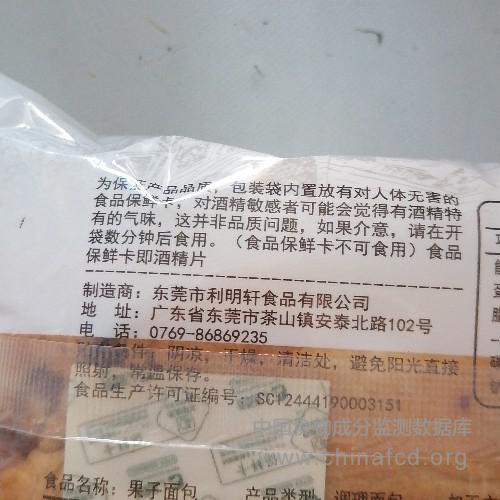 为保证产品品质，包装袋内置放有对人体无害的
食品保鲜卡，对酒精敏感者可能会觉得有酒精特
有的气味，这并非品质问题，如果介意，请在开
袋数分钟后食用。（食品保鲜卡不可食用）食品
保鲜卡即酒精片
制造商：东莞市利明轩食品有限公司
地 址：广东省东莞市茶山镇安泰北路102号
电 话：0769-86869235
条件：阴凉，干燥，清洁处，避免阳光直接
照射，常温保存。
食品生产许可证编号：SC12444190003151
中国食物成分监测数据库
www.chinafcd.org
食品名称：果子面包
产品类型：调理面包